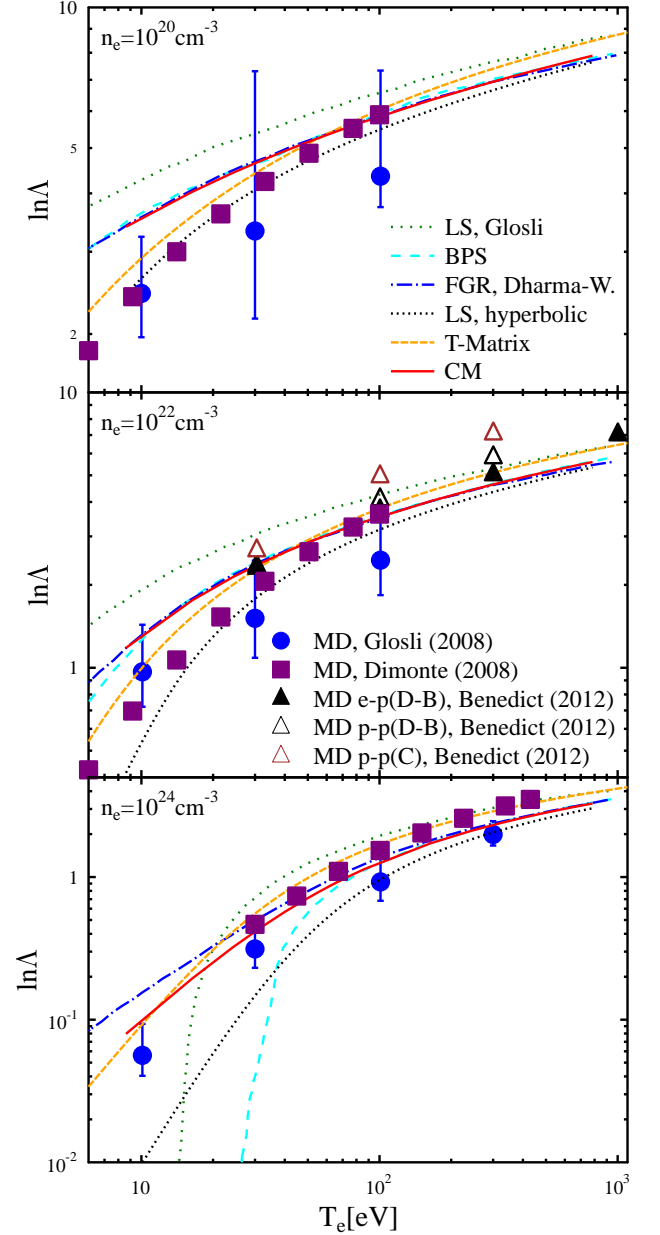 n_e=10^20cm^-3
10
5
2
lnΛ
LS, Glosli
BPS
FGR, Dharma-W.
LS, hyperbolic
T-Matrix
CM
n_e=10^22cm^-3
10
1
lnΛ
MD, Glosli (2008)
MD, Dimonte (2008)
MD e-p(D-B), Benedict (2012)
MD p-p(D-B), Benedict (2012)
MD p-p(C), Benedict (2012)
n_e=10^24cm^-3
1
10^-1
10^-2
lnΛ
10
10^2
10^3
T_e[eV]